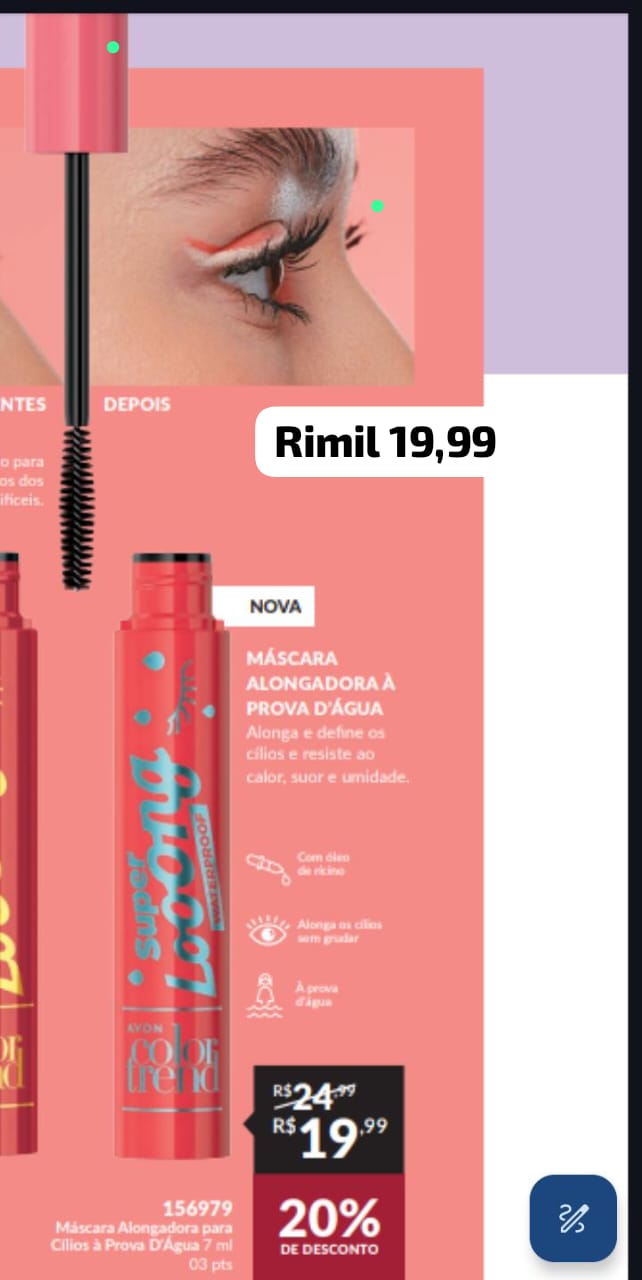 NTES
DEPOIS
o para
os dos
ifíceis.
Rimil 19,99
NOVA
MÁSCARA
ALONGADORA À
PROVA D'ÁGUA
Alonga e define os
cílios e resiste ao
calor, suor e umidade.
super
Looong
WATERPROOF
AVON
color
trend
Com óleo
de rícino
Alonga os cílios
sem grudar
À prova
d'água
R$24,99
R$19,99
20%
DE DESCONTO
156979
Máscara Alongadora para
Cílios à Prova D'Água 7 ml
03 pts